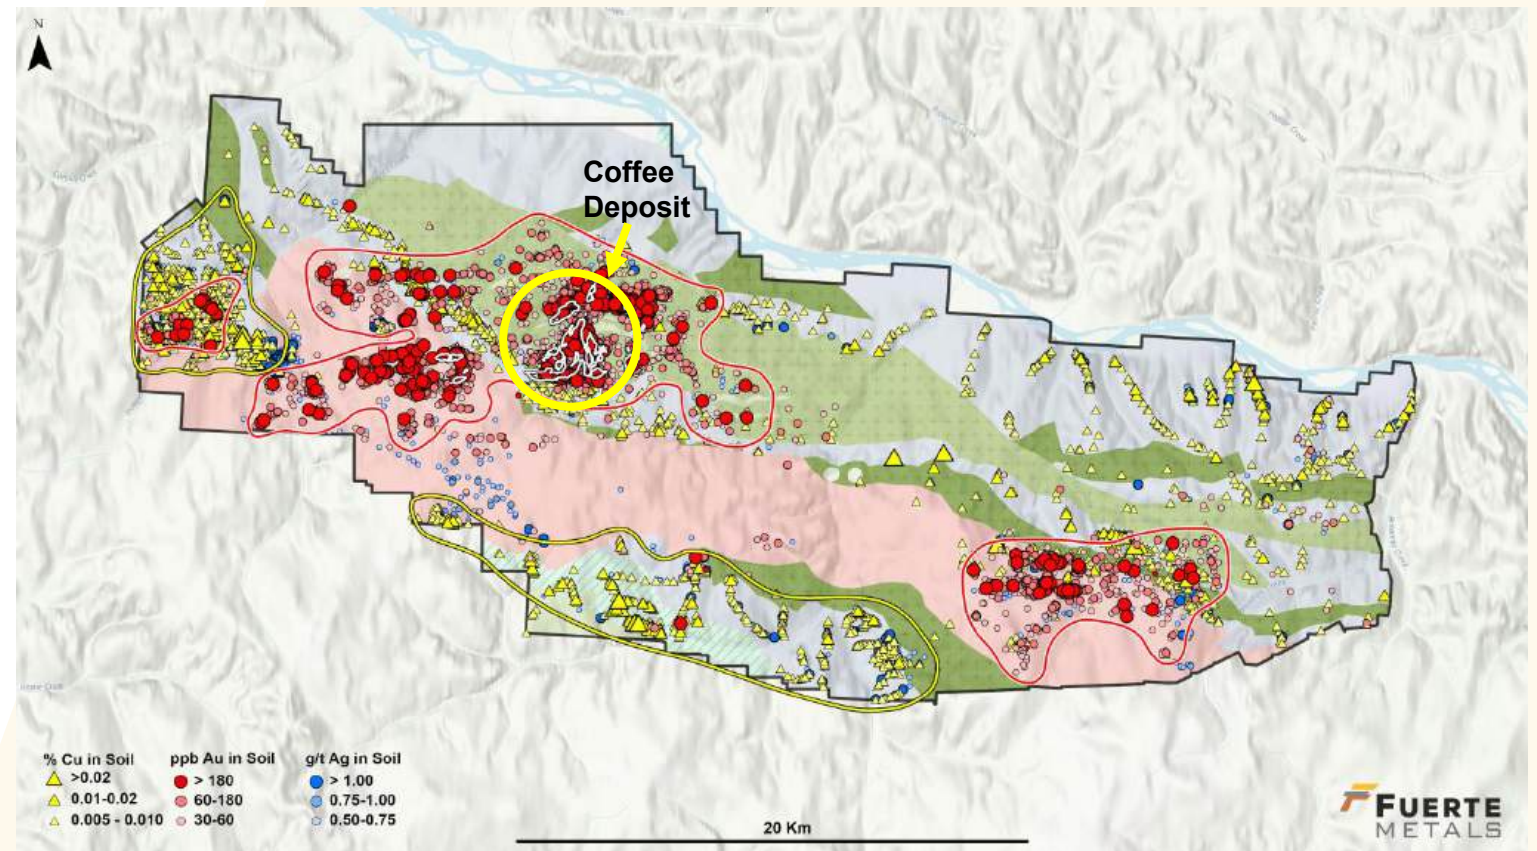 N
Coffee
Deposit
% Cu in Soil
>0.02
0.01-0.02
0.005 - 0.010
ppb Au in Soil
> 180
60-180
30-60
g/t Ag in Soil
> 1.00
0.75-1.00
0.50-0.75
20 Km
FUERTE
METALS